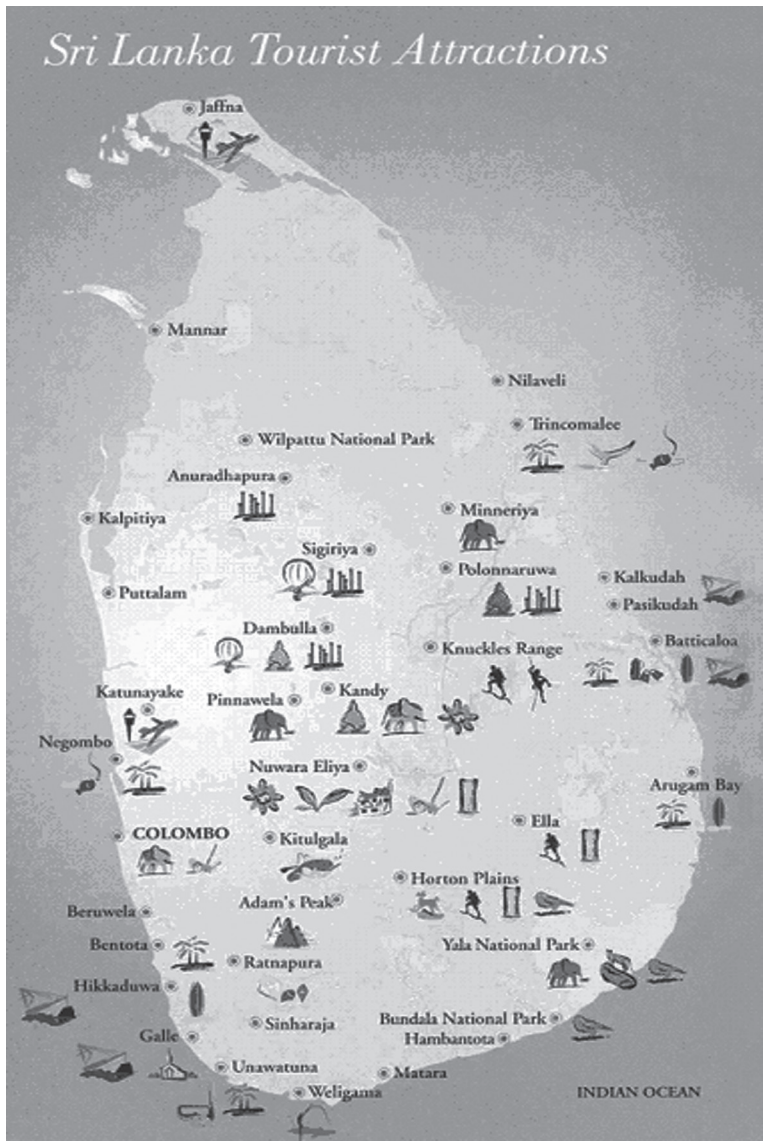 Sri Lanka Tourist Attractions
Jaffna
Mannar
Nilaveli
Trincomalee
Wilpattu National Park
Anuradhapura
Kalpitiya
Minneriya
Sigiriya
Polonnaruwa
Kalkudah
Puttalam
Pasikudah
Dambulla
Batticaloa
Knuckles Range
Katunayake
Pinnawela
Kandy
Negombo
Nuwara Eliya
Arugam Bay
Ella
COLOMBO
Kitulgala
Horton Plains
Adam's Peak
Beruwela
Bentota
Yala National Park
Ratnapura
Hikkaduwa
Bundala National Park
Sinharaja
Galle
Hambantota
Unawatuna
Matara
Weligama
INDIAN OCEAN